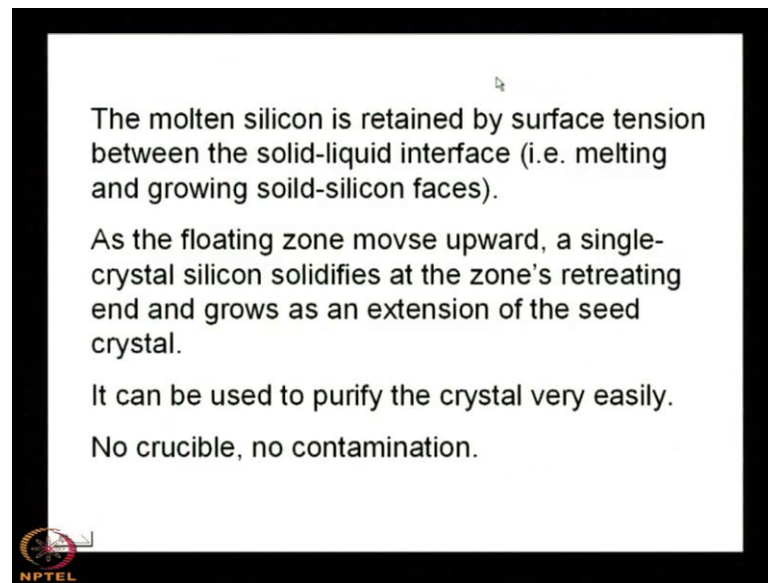 The molten silicon is retained by surface tension
between the solid-liquid interface (i.e. melting
and growing soild-silicon faces).
As the floating zone movse upward, a single-
crystal silicon solidifies at the zone's retreating
end and grows as an extension of the seed
crystal.
It can be used to purify the crystal very easily.
No crucible, no contamination.
NPTEL